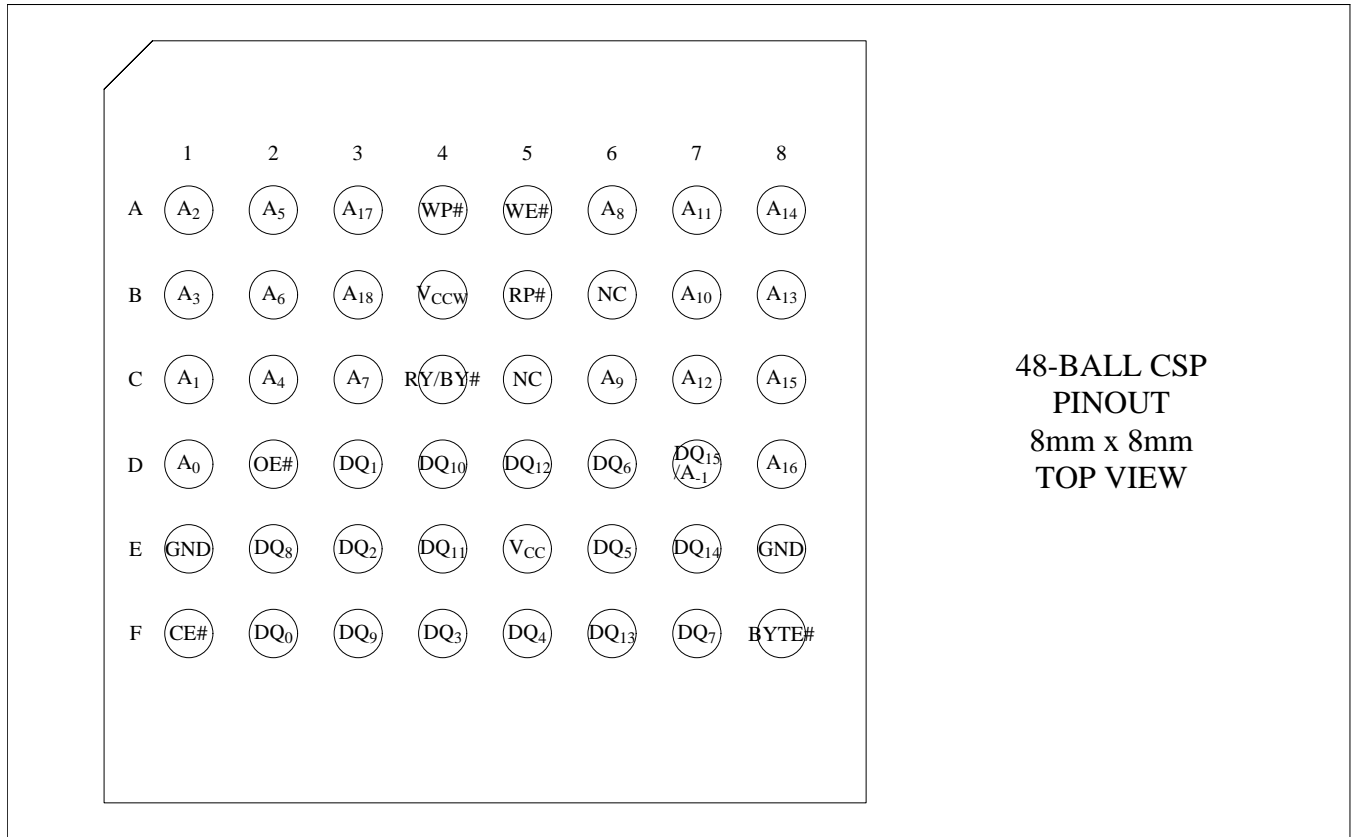 1 2 3 4 5 6 7 8
A A₂ A₅ A₁₇ WP# WE# A₈ A₁₁ A₁₄
B A₃ A₆ A₁₈ V_CCW RP# NC A₁₀ A₁₃
C A₁ A₄ A₇ RY/BY# NC A₉ A₁₂ A₁₅
D A₀ OE# DQ₁ DQ₁₀ DQ₁₂ DQ₆ DQ₁₅/A₋₁ A₁₆
E GND DQ₈ DQ₂ DQ₁₁ V_CC DQ₅ DQ₁₄ GND
F CE# DQ₀ DQ₉ DQ₃ DQ₄ DQ₁₃ DQ₇ BYTE#
48-BALL CSP
PINOUT
8mm x 8mm
TOP VIEW